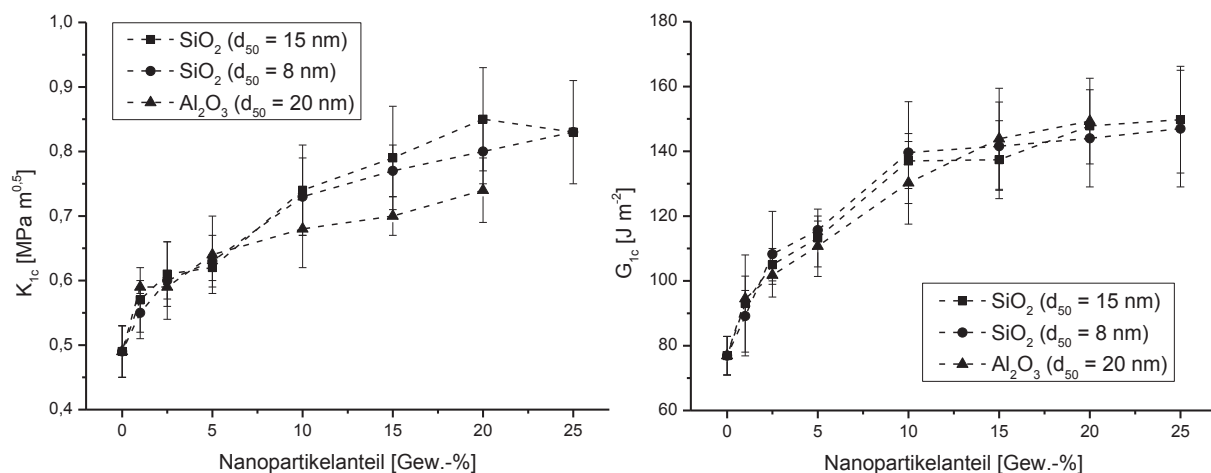 1,0
0,9
0,8
0,7
0,6
0,5
0,4
K₁c [MPa m⁰,⁵]
SiO₂ (d₅₀ = 15 nm)
SiO₂ (d₅₀ = 8 nm)
Al₂O₃ (d₅₀ = 20 nm)
0 5 10 15 20 25
Nanopartikelanteil [Gew.-%]
180
160
140
120
100
80
60
G₁c [J m⁻²]
SiO₂ (d₅₀ = 15 nm)
SiO₂ (d₅₀ = 8 nm)
Al₂O₃ (d₅₀ = 20 nm)
0 5 10 15 20 25
Nanopartikelanteil [Gew.-%]